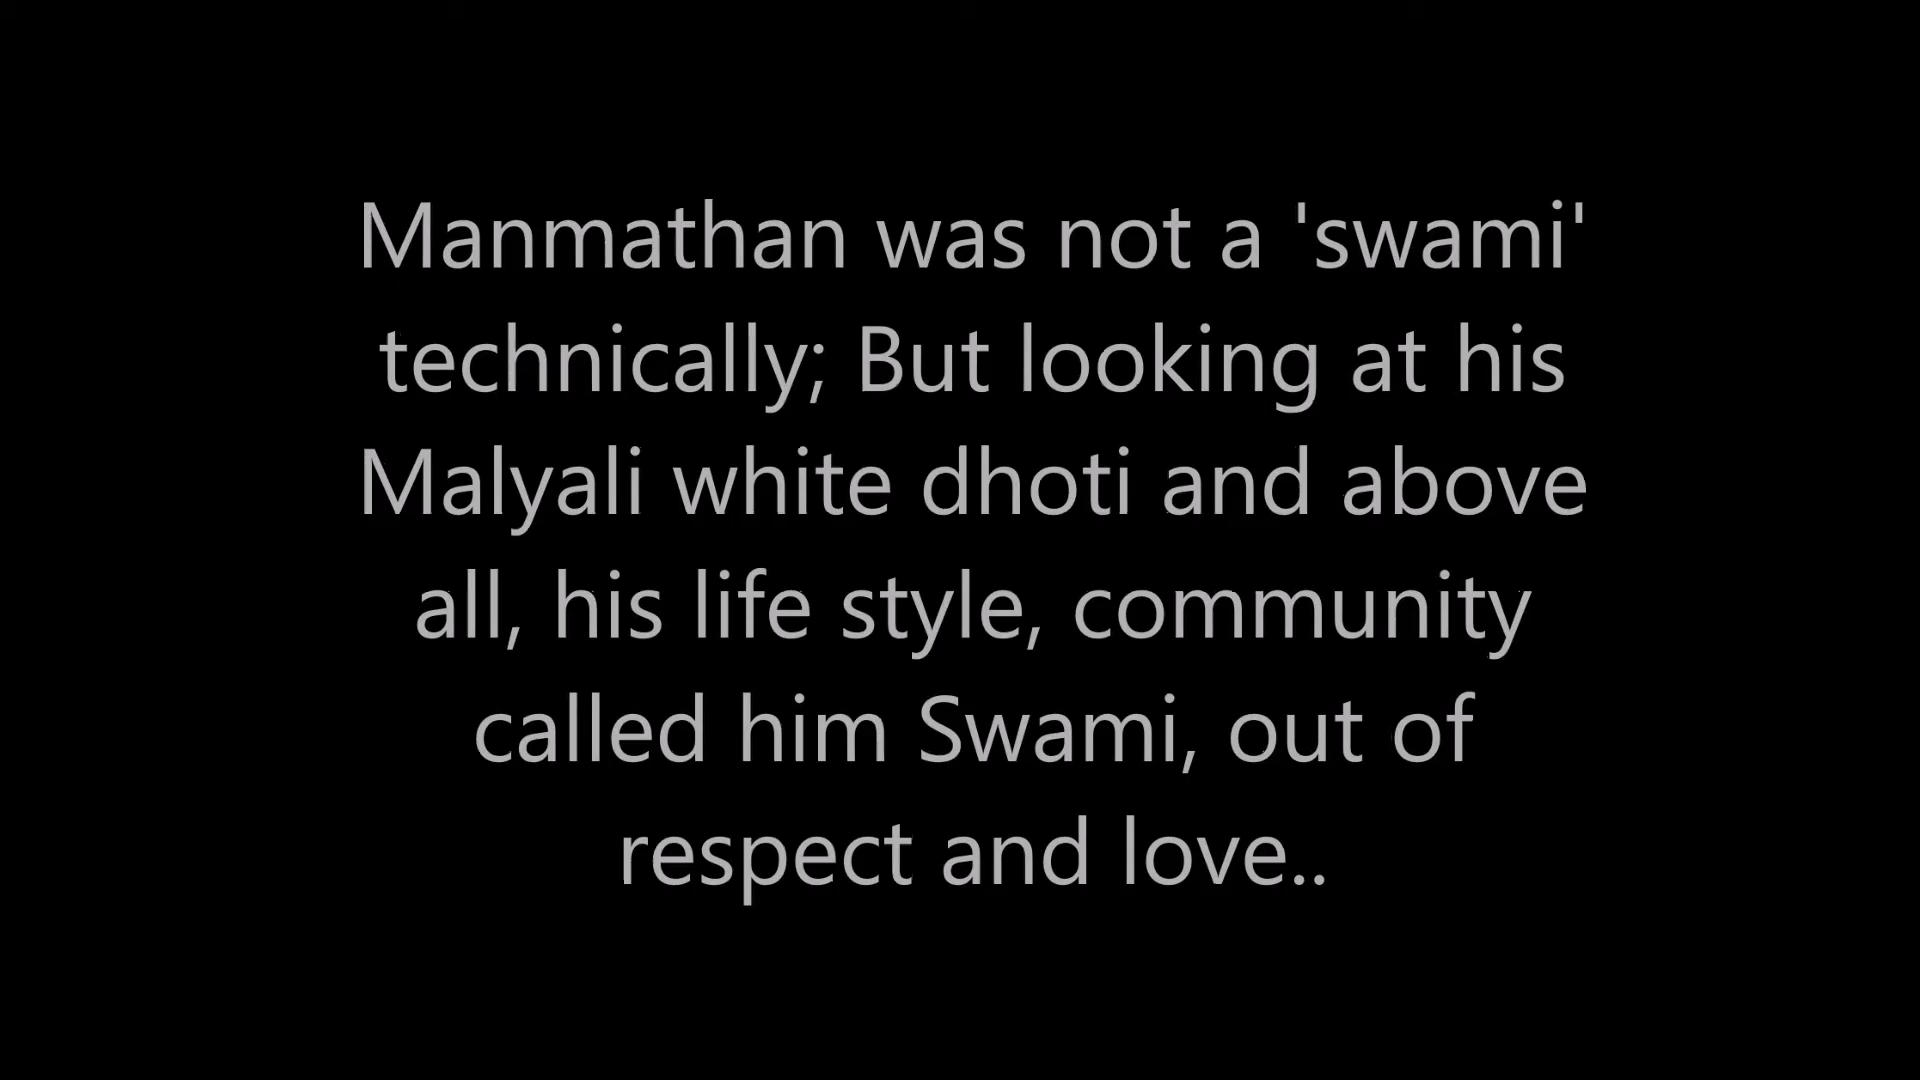 Manmathan was not a 'swami'
technically; But looking at his
Malyali white dhoti and above
all, his life style, community
called him Swami, out of
respect and love..